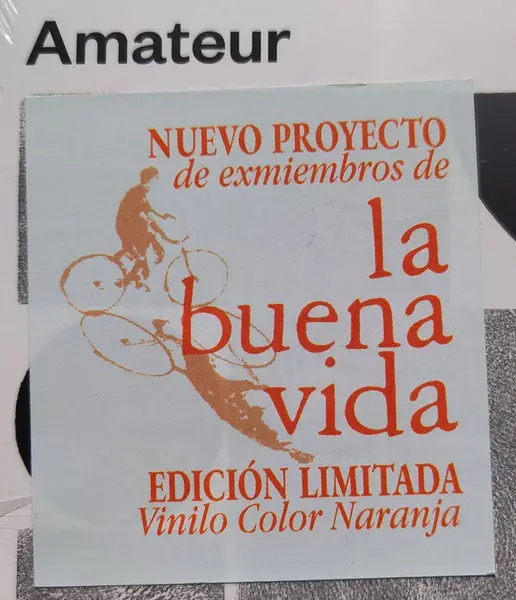 Amateur
NUEVO PROYECTO
de exmiembros de
la
buena
vida
EDICIÓN LIMITADA
Vinilo Color Naranja